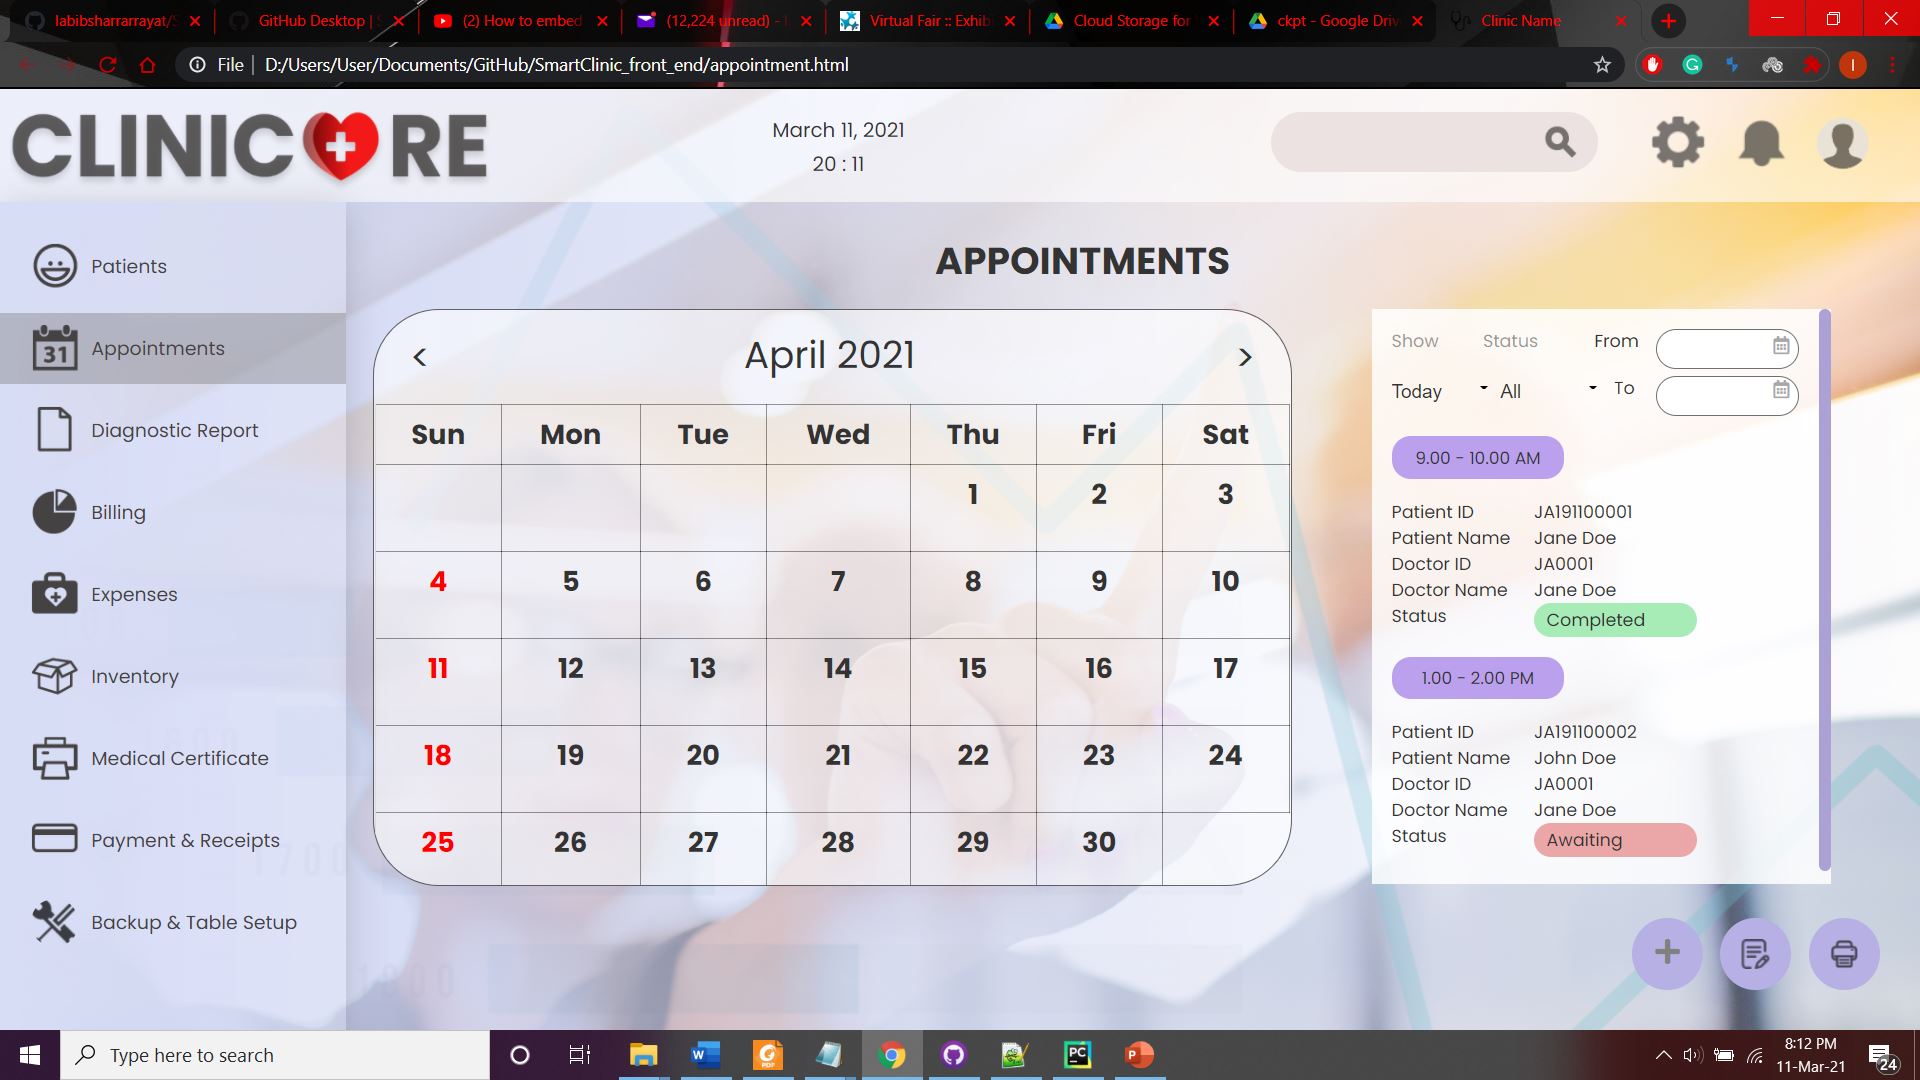 labibsharrarrayat/S
GitHub Desktop | S
(2) How to embed
(12,224 unread) -
Virtual Fair :: Exhib
Cloud Storage for
ckpt - Google Driv
Clinic Name
File
D:/Users/User/Documents/GitHub/SmartClinic_front_end/appointment.html
I
CLINIC RE
March 11, 2021
20 : 11
Patients
31
Appointments
Diagnostic Report
Billing
Expenses
Inventory
Medical Certificate
Payment & Receipts
Backup & Table Setup
APPOINTMENTS
< April 2021 >
Sun Mon Tue Wed Thu Fri Sat
1 2 3
4 5 6 7 8 9 10
11 12 13 14 15 16 17
18 19 20 21 22 23 24
25 26 27 28 29 30
Show Status From
Today All To
9.00 - 10.00 AM
Patient ID JA191100001
Patient Name Jane Doe
Doctor ID JA0001
Doctor Name Jane Doe
Status Completed
1.00 - 2.00 PM
Patient ID JA191100002
Patient Name John Doe
Doctor ID JA0001
Doctor Name Jane Doe
Status Awaiting
Type here to search
W
PDF
PC
P
8:12 PM
11-Mar-21
24